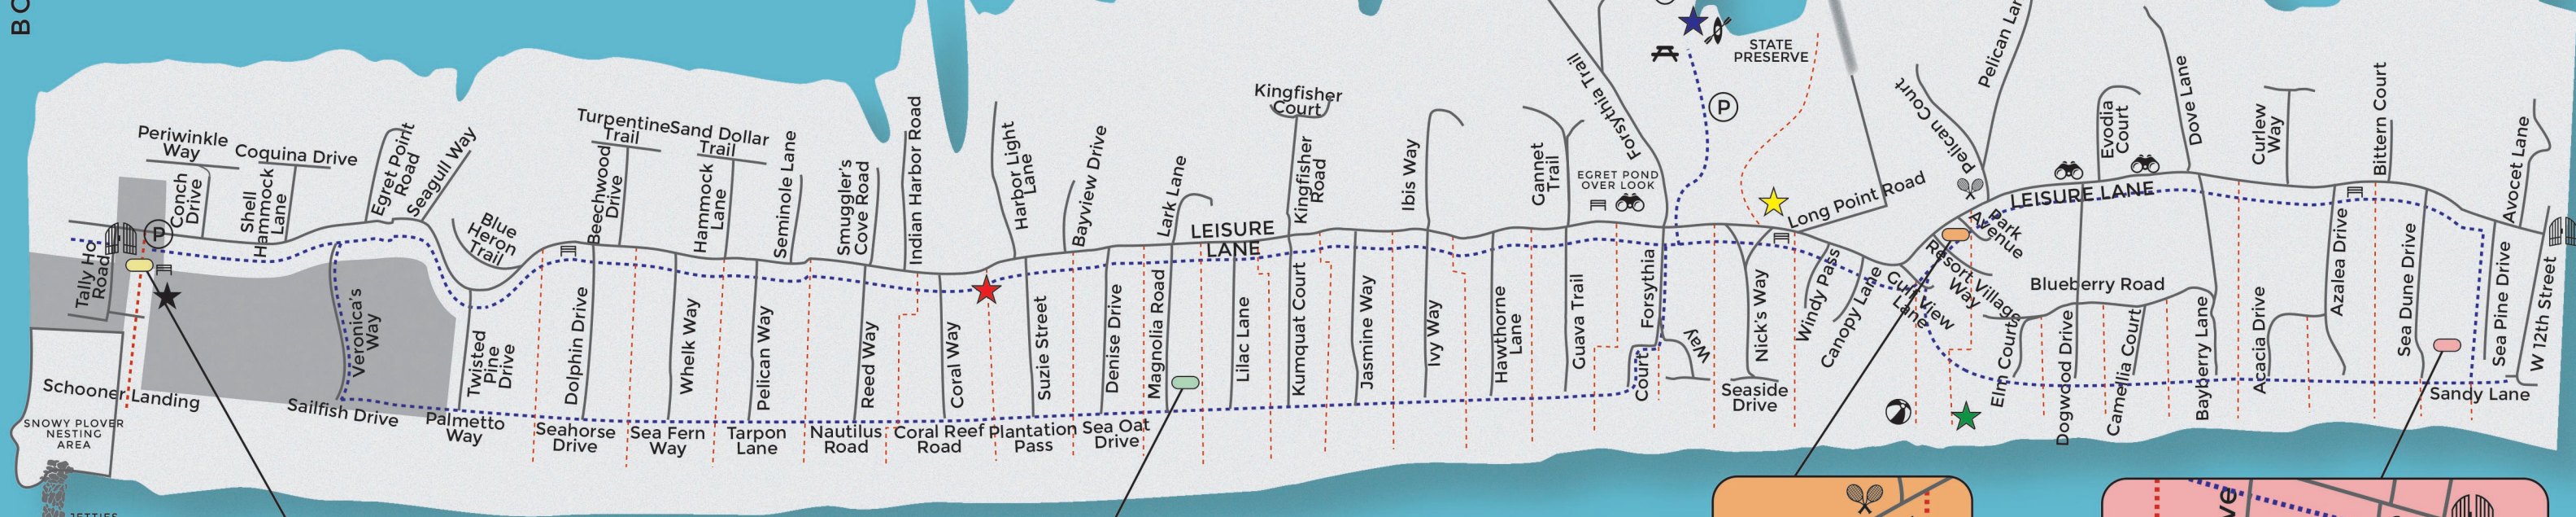 BO
Periwinkle
Way
Coquina Drive
Conch
Drive
Shell
Hammock
Lane
Egret Point
Road
Seagull Way
Blue
Heron
Trail
Turpentine
Trail
Sand Dollar
Trail
Beechwood
Drive
Hammock
Lane
Seminole Lane
Smuggler's
Cove Road
Indian Harbor Road
Harbor Light
Lane
Bayview Drive
Lark Lane
LEISURE
LANE
Kingfisher
Court
Kingfisher
Road
Ibis Way
Gannet
Trail
Forsythia Trail
EGRET POND
OVER LOOK
STATE
PRESERVE
P
Long Point Road
Pelican Court
Pelican Lan
LEISURE LANE
Park
Avenue
Evodia
Court
Dove Lane
Curlew
Way
Bittern Court
Avocet Lane
P
Tally Ho
Road
Schooner Landing
SNOWY PLOVER
NESTING
AREA
JETTIES
Veronica's
Way
Sailfish Drive
Palmetto
Way
Twisted
Pine
Drive
Dolphin Drive
Seahorse
Drive
Whelk Way
Sea Fern
Way
Pelican Way
Tarpon
Lane
Reed Way
Nautilus
Road
Coral Way
Coral Reef
Road
Suzie Street
Plantation
Pass
Denise Drive
Sea Oat
Drive
Magnolia Road
Lilac Lane
Kumquat Court
Jasmine Way
Ivy Way
Hawthorne
Lane
Guava Trail
Forsythia
Court
Way
Nick's Way
Seaside
Drive
Windy Pass
Canopy Lane
Gulf View
Lane
Resort Village
Way
Blueberry Road
Elm Court
Dogwood Drive
Camellia Court
Bayberry Lane
Acacia Drive
Azalea Drive
Sea Dune Drive
Sea Pine Drive
W 12th Street
Sandy Lane
ve